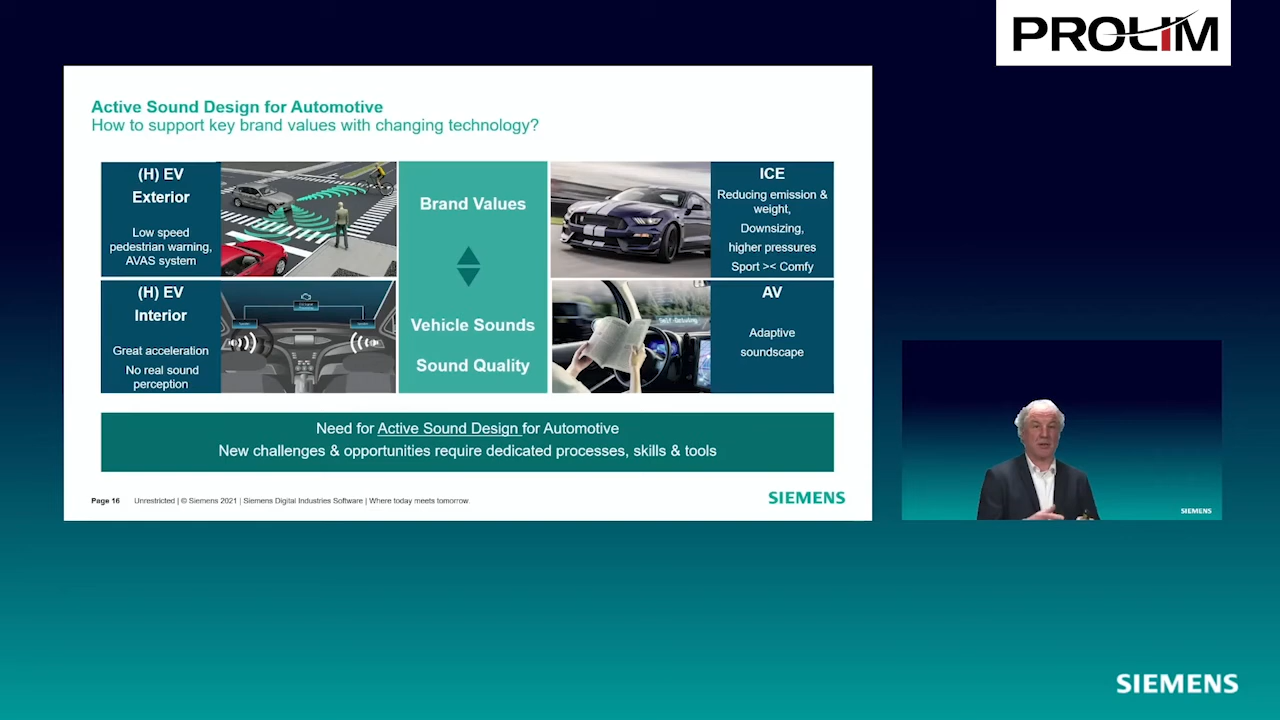 PROLIM
Active Sound Design for Automotive
How to support key brand values with changing technology?
(H) EV
Exterior
Low speed
pedestrian warning,
AVAS system
Brand Values
ICE
Reducing emission &
weight,
Downsizing,
higher pressures
Sport >< Comfy
(H) EV
Interior
Great acceleration
No real sound
perception
Vehicle Sounds
Sound Quality
AV
Adaptive
soundscape
Need for Active Sound Design for Automotive
New challenges & opportunities require dedicated processes, skills & tools
Page 16 Unrestricted | © Siemens 2021 | Siemens Digital Industries Software | Where today meets tomorrow.
SIEMENS
SIEMENS
SIEMENS